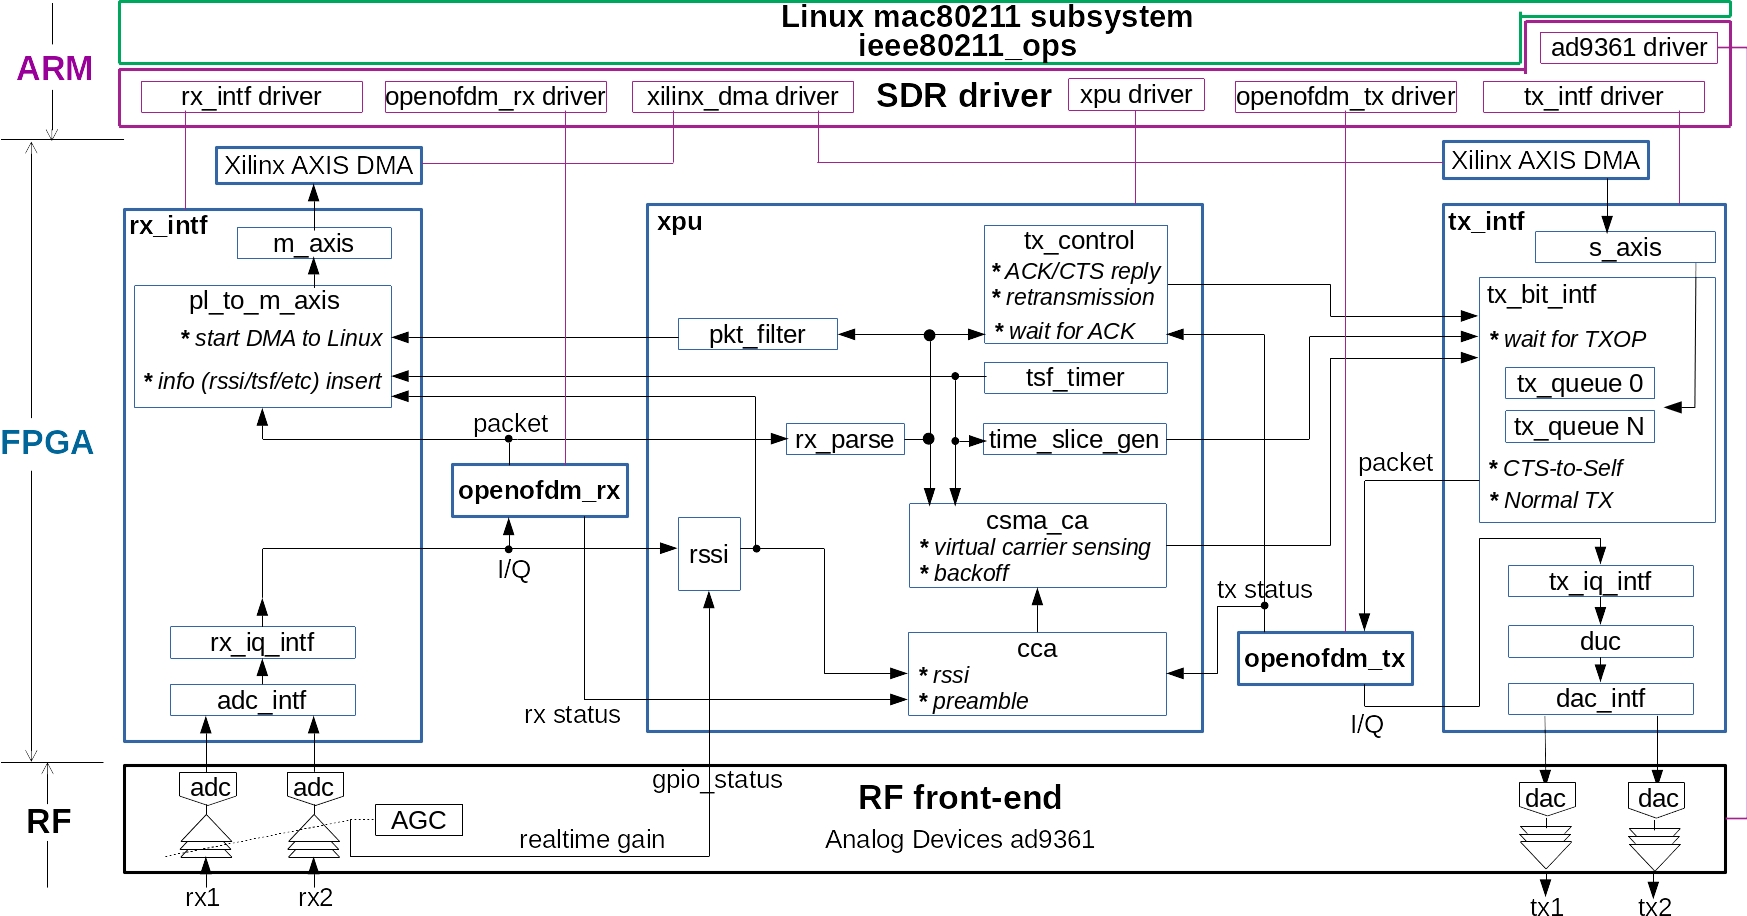 Linux mac80211 subsystem
ieee80211_ops
ARM
ad9361 driver
rx_intf driver
openofdm_rx driver
xilinx_dma driver
SDR driver
xpu driver
openofdm_tx driver
tx_intf driver
Xilinx AXIS DMA
Xilinx AXIS DMA
rx_intf
m_axis
pl_to_m_axis
* start DMA to Linux
* info (rssi/tsf/etc) insert
xpu
tx_control
* ACK/CTS reply
* retransmission
* wait for ACK
pkt_filter
tsf_timer
rx_parse
time_slice_gen
tx_intf
s_axis
tx_bit_intf
* wait for TXOP
tx_queue 0
tx_queue N
* CTS-to-Self
* Normal TX
FPGA
packet
openofdm_rx
I/Q
rssi
csma_ca
* virtual carrier sensing
* backoff
packet
tx status
openofdm_tx
I/Q
tx_iq_intf
duc
dac_intf
rx_iq_intf
adc_intf
rx status
cca
* rssi
* preamble
gpio_status
RF
adc
adc
AGC
realtime gain
RF front-end
Analog Devices ad9361
dac
dac
rx1
rx2
tx1
tx2